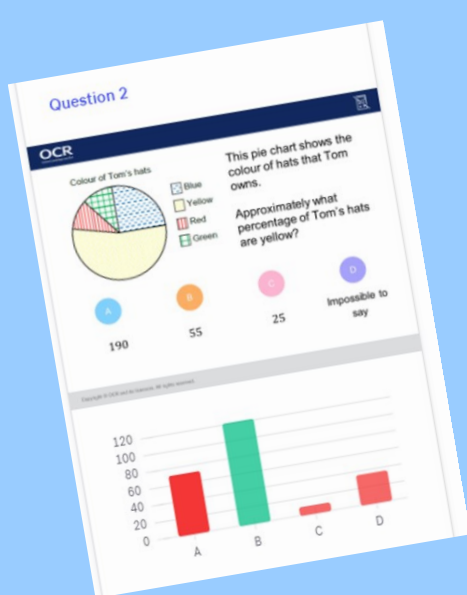 Question 2
OCR
Colour of Tom's hats
Blue
Yellow
Red
Green
This pie chart shows the
colour of hats that Tom
owns.
Approximately what
percentage of Tom's hats
are yellow?
A
B
C
D
190
55
25
Impossible to
say
120
100
80
60
40
20
0
A
B
C
D